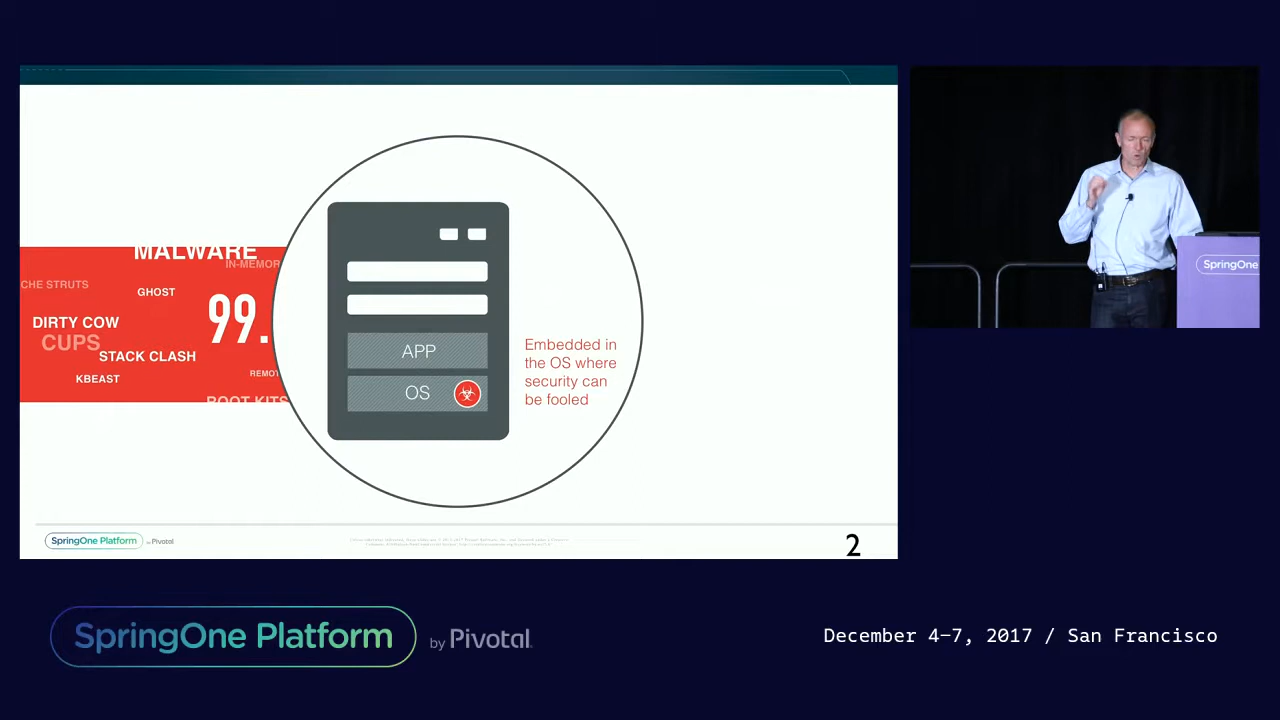 MALWARE
IN-MEMOR
CHE STRUTS
GHOST
99.
DIRTY COW
CUPS
STACK CLASH
REMOT
KBEAST
ROOT KITS
APP
OS
Embedded in
the OS where
security can
be fooled
SpringOne Platform
by Pivotal
2
SpringOne
SpringOne Platform
by Pivotal
December 4–7, 2017 / San Francisco